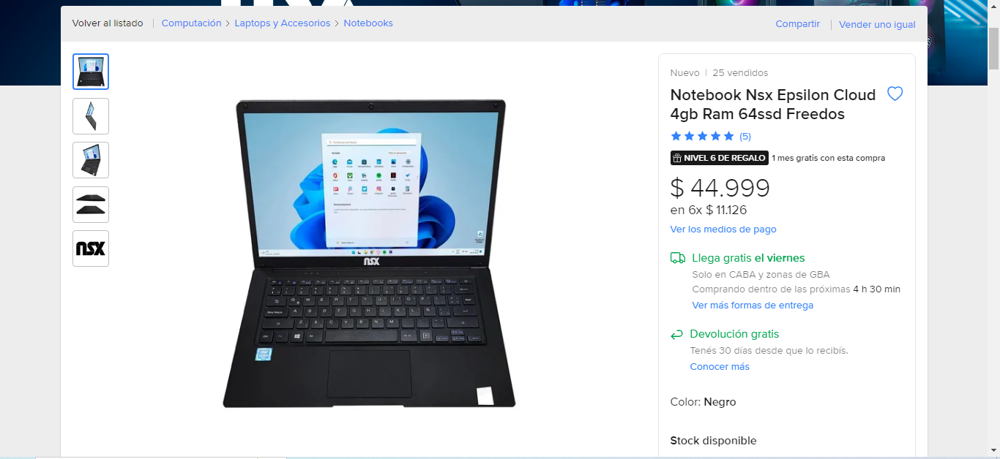 Volver al listado | Computación > Laptops y Accesorios > Notebooks
Compartir | Vender uno igual
nsx
nsx
Nuevo | 25 vendidos
Notebook Nsx Epsilon Cloud
4gb Ram 64ssd Freedos
(5)
NIVEL 6 DE REGALO 1 mes gratis con esta compra
$ 44.999
en 6x $ 11.126
Ver los medios de pago
Llega gratis el viernes
Solo en CABA y zonas de GBA
Comprando dentro de las próximas 4 h 30 min
Ver más formas de entrega
Devolución gratis
Tenés 30 días desde que lo recibís.
Conocer más
Color: Negro
Stock disponible